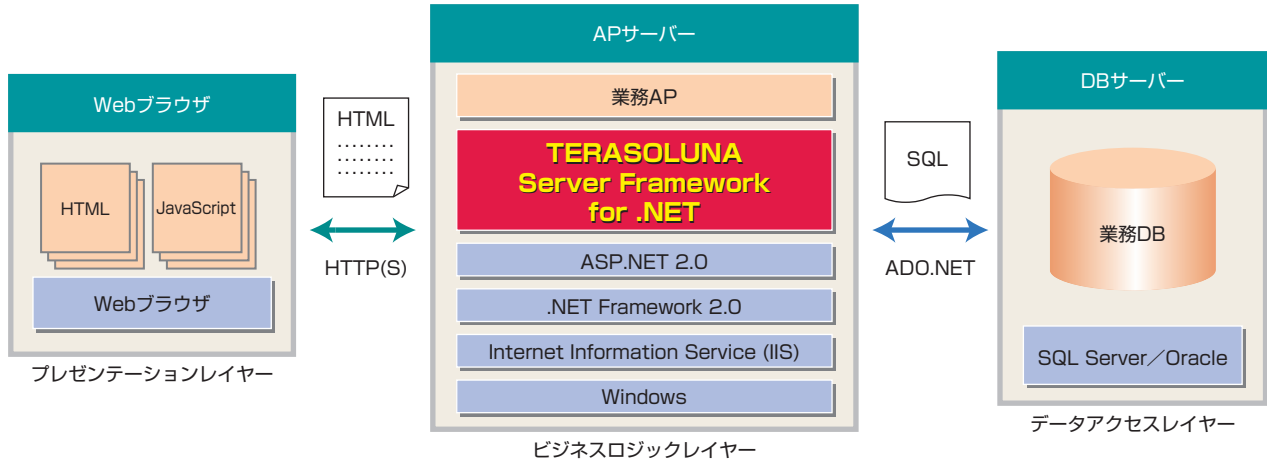 Webブラウザ
HTML
JavaScript
Webブラウザ
プレゼンテーションレイヤー
HTML
........
........
HTTP(S)
APサーバー
業務AP
TERASOLUNA
Server Framework
for .NET
ASP.NET 2.0
.NET Framework 2.0
Internet Information Service (IIS)
Windows
ビジネスロジックレイヤー
SQL
ADO.NET
DBサーバー
業務DB
SQL Server／Oracle
データアクセスレイヤー